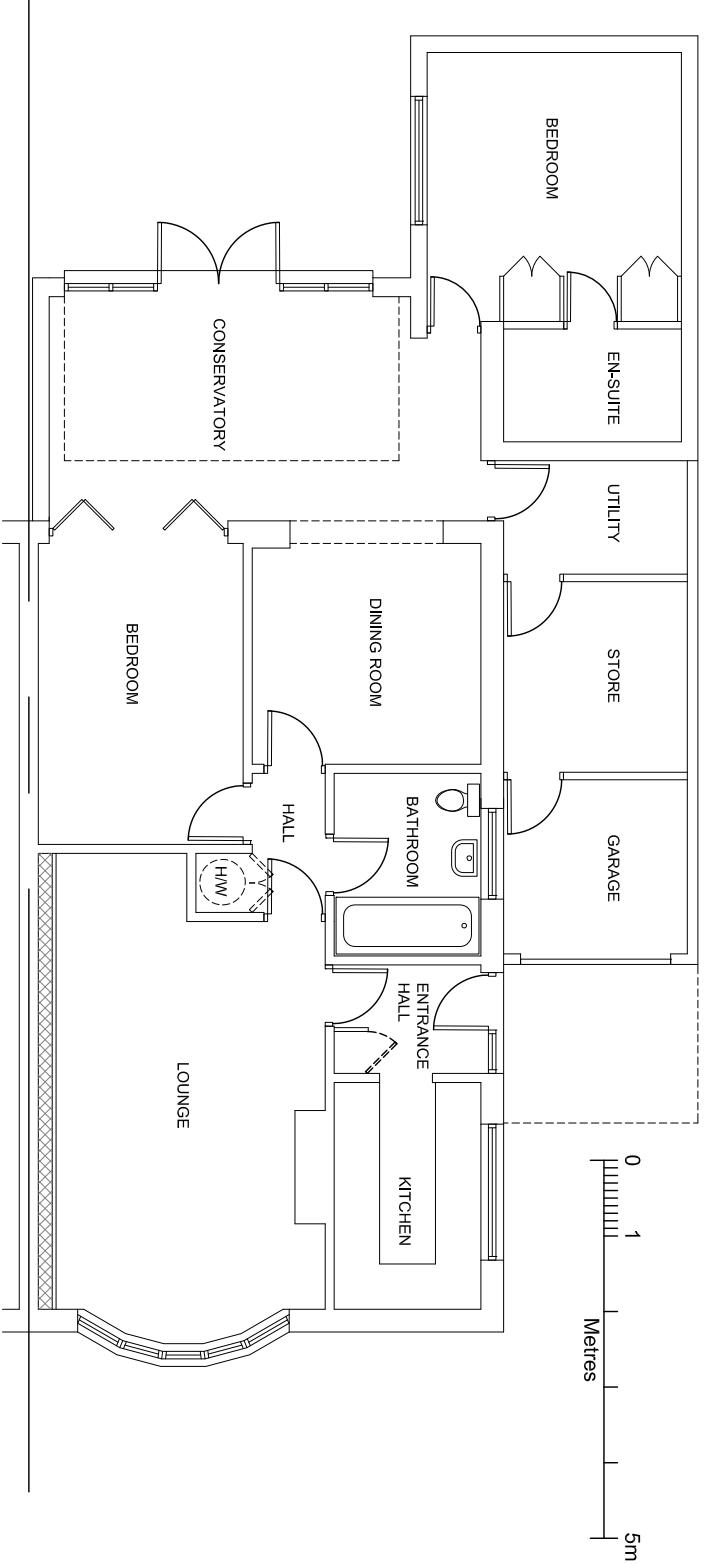 BEDROOM
EN-SUITE
UTILITY
STORE
GARAGE
CONSERVATORY
DINING ROOM
BATHROOM
ENTRANCE
HALL
KITCHEN
BEDROOM
HALL
H/W
LOUNGE
0
1
5m
Metres